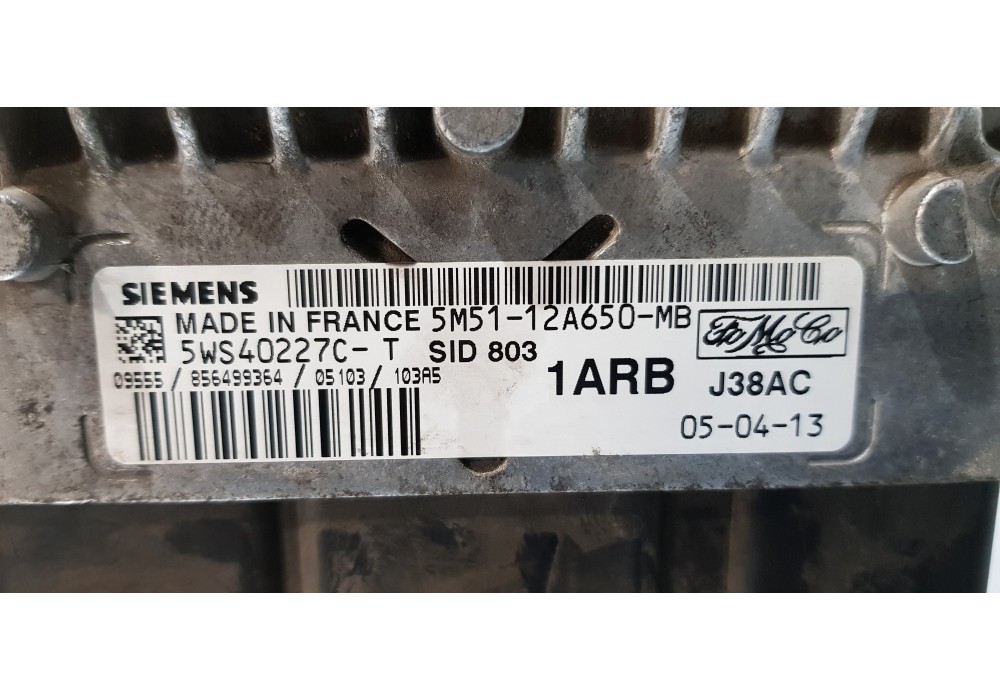 SIEMENS
MADE IN FRANCE 5M51-12A650-MB
FoMoCo
5WS40227C-T SID 803
09555 / 856499364 / 05103 / 103A5
1ARB J38AC
05-04-13